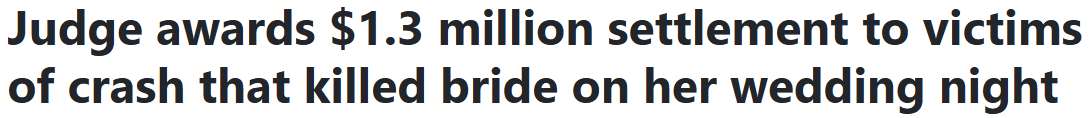 Judge awards $1.3 million settlement to victims
of crash that killed bride on her wedding night